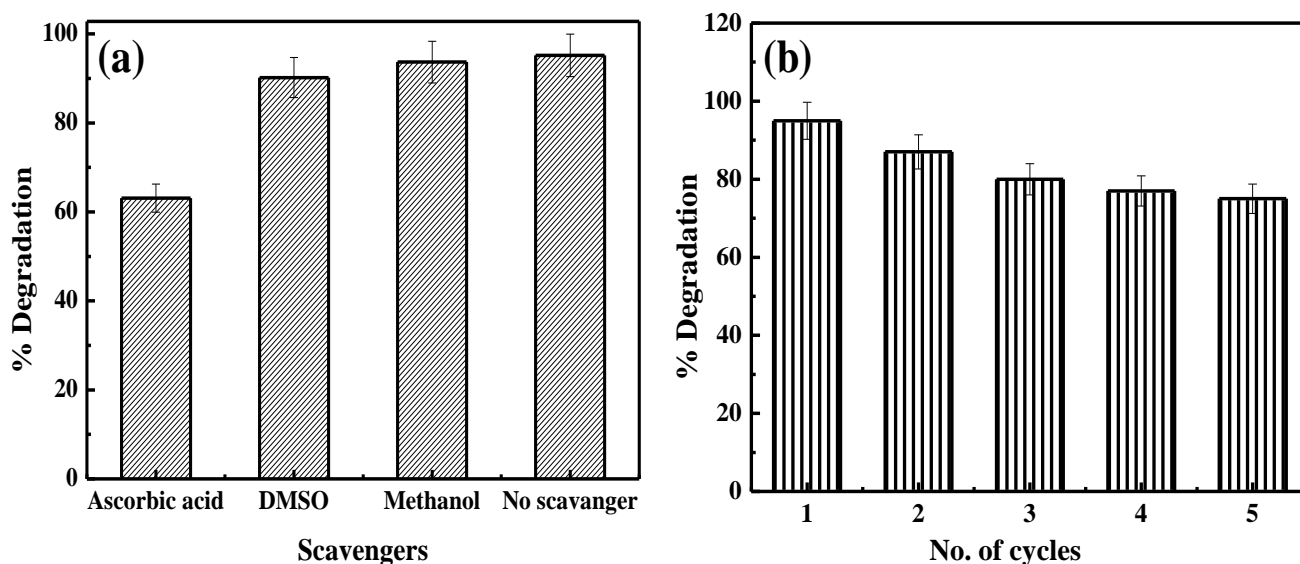 (a)
100
80
60
40
20
0
% Degradation
Ascorbic acid DMSO Methanol No scavanger
Scavengers
(b)
120
100
80
60
40
20
0
% Degradation
1 2 3 4 5
No. of cycles